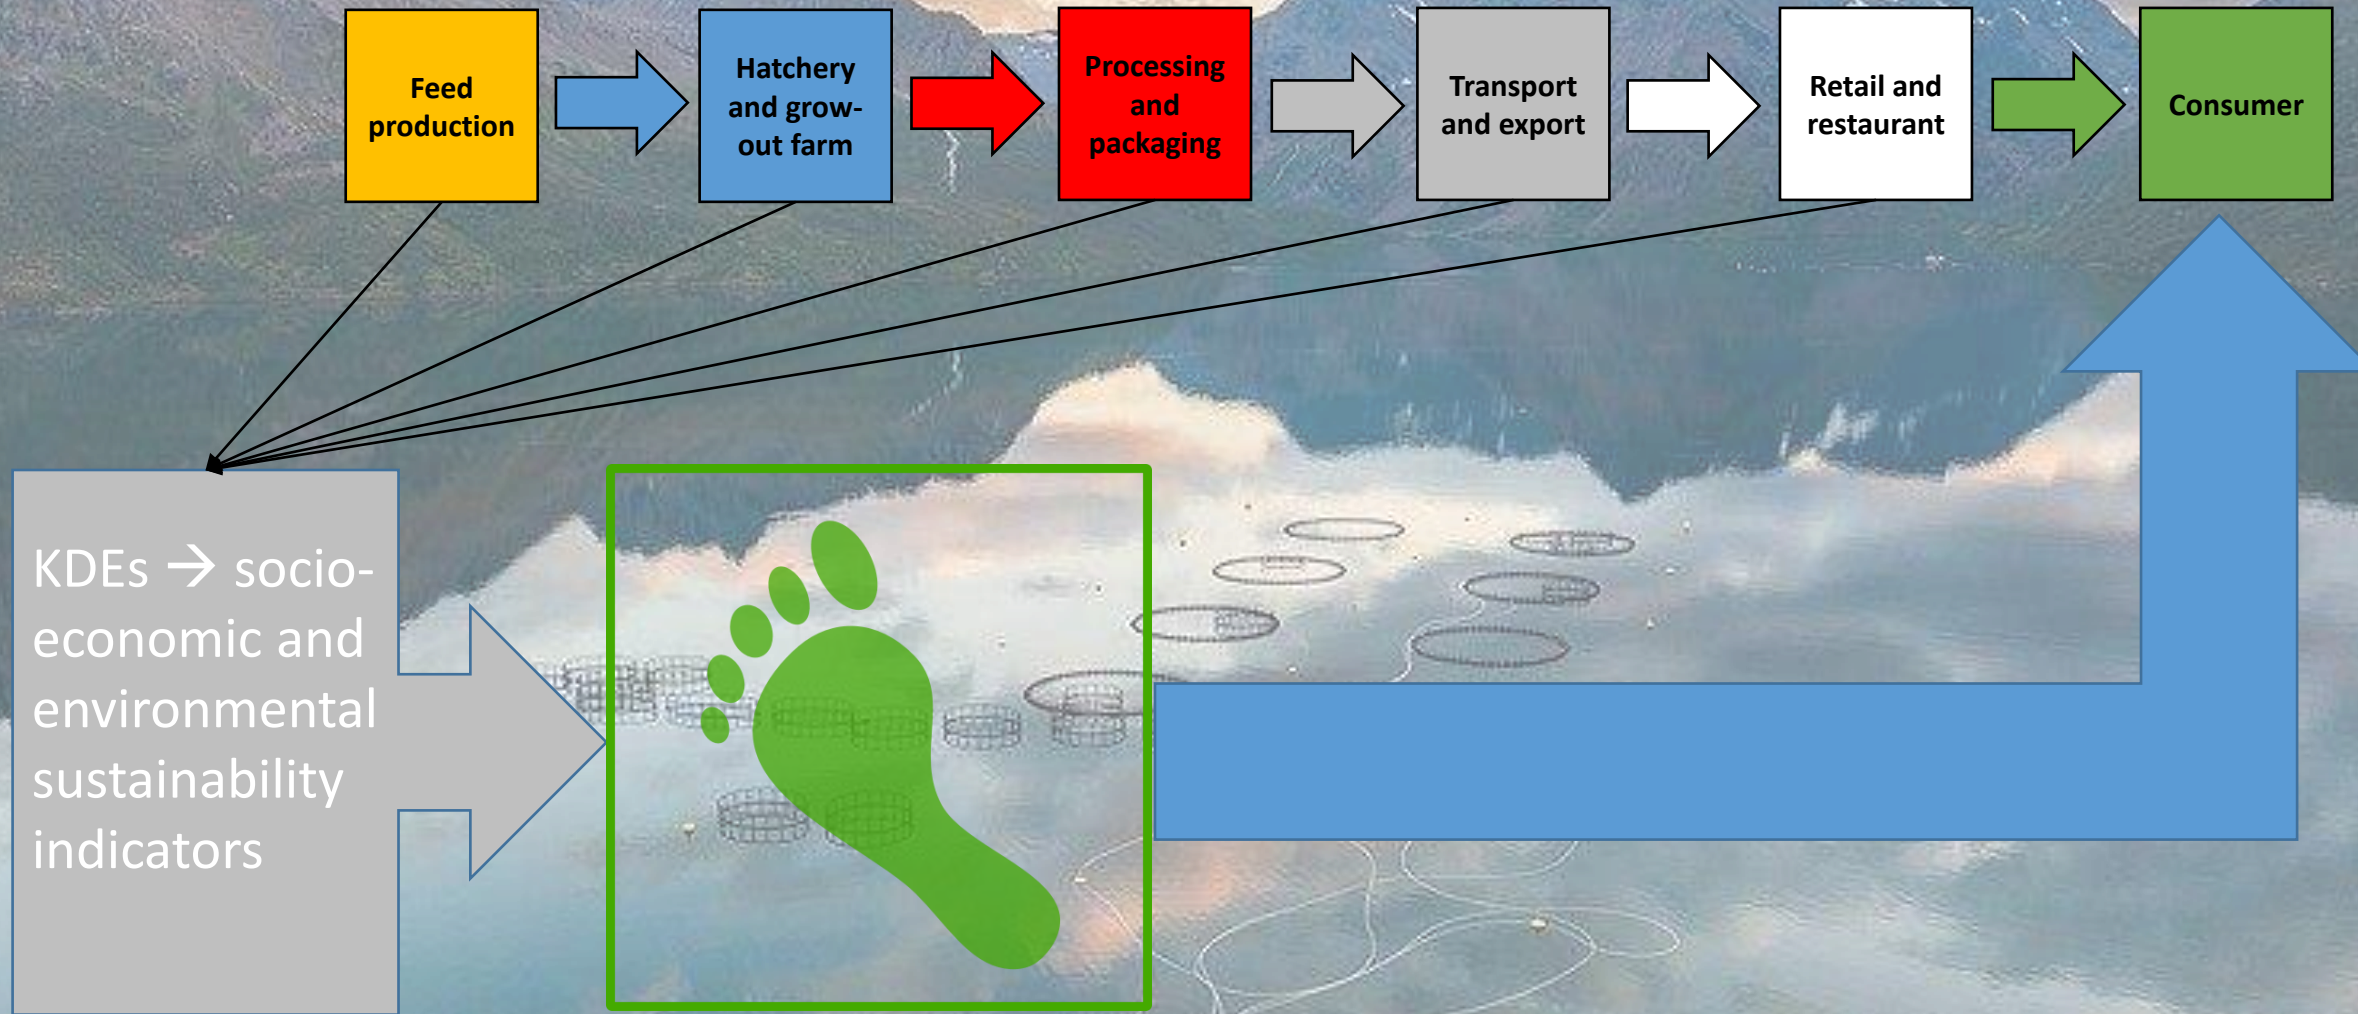 Feed
production
Hatchery
and grow-
out farm
Processing
and
packaging
Transport
and export
Retail and
restaurant
Consumer
KDEs → socio-
economic and
environmental
sustainability
indicators